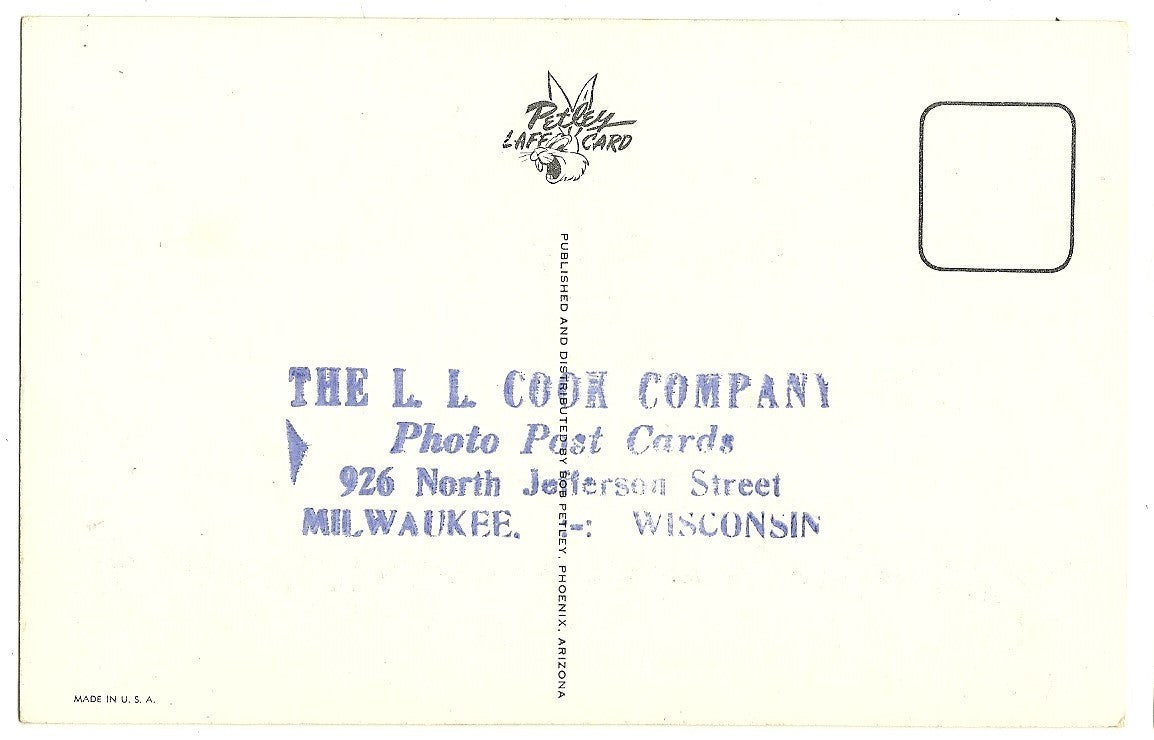 Petley
LAFF CARD
PUBLISHED AND DISTRIBUTED BY BOB PETLEY, PHOENIX, ARIZONA
THE L. L. COOK COMPANY
Photo Post Cards
926 North Jefferson Street
MILWAUKEE, -:- WISCONSIN
MADE IN U. S. A.